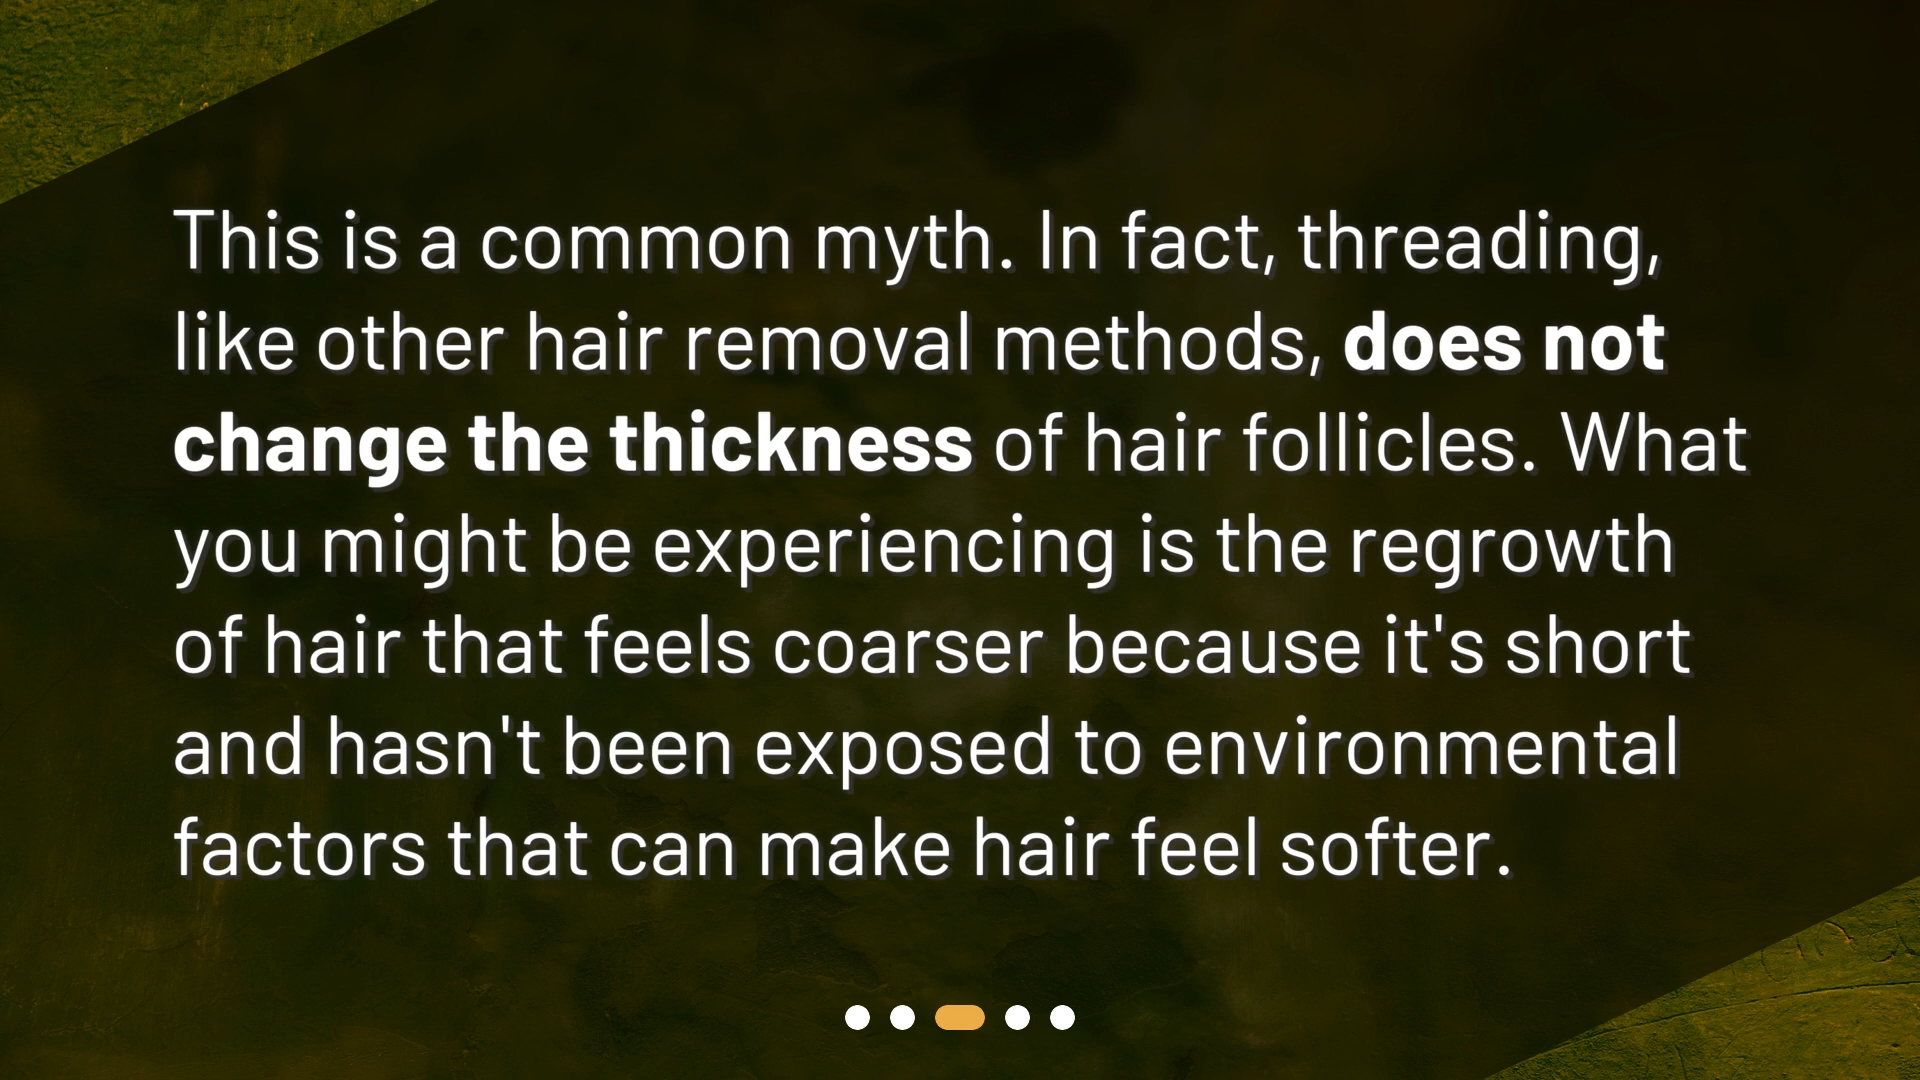 This is a common myth. In fact, threading,
like other hair removal methods, does not
change the thickness of hair follicles. What
you might be experiencing is the regrowth
of hair that feels coarser because it's short
and hasn't been exposed to environmental
factors that can make hair feel softer.